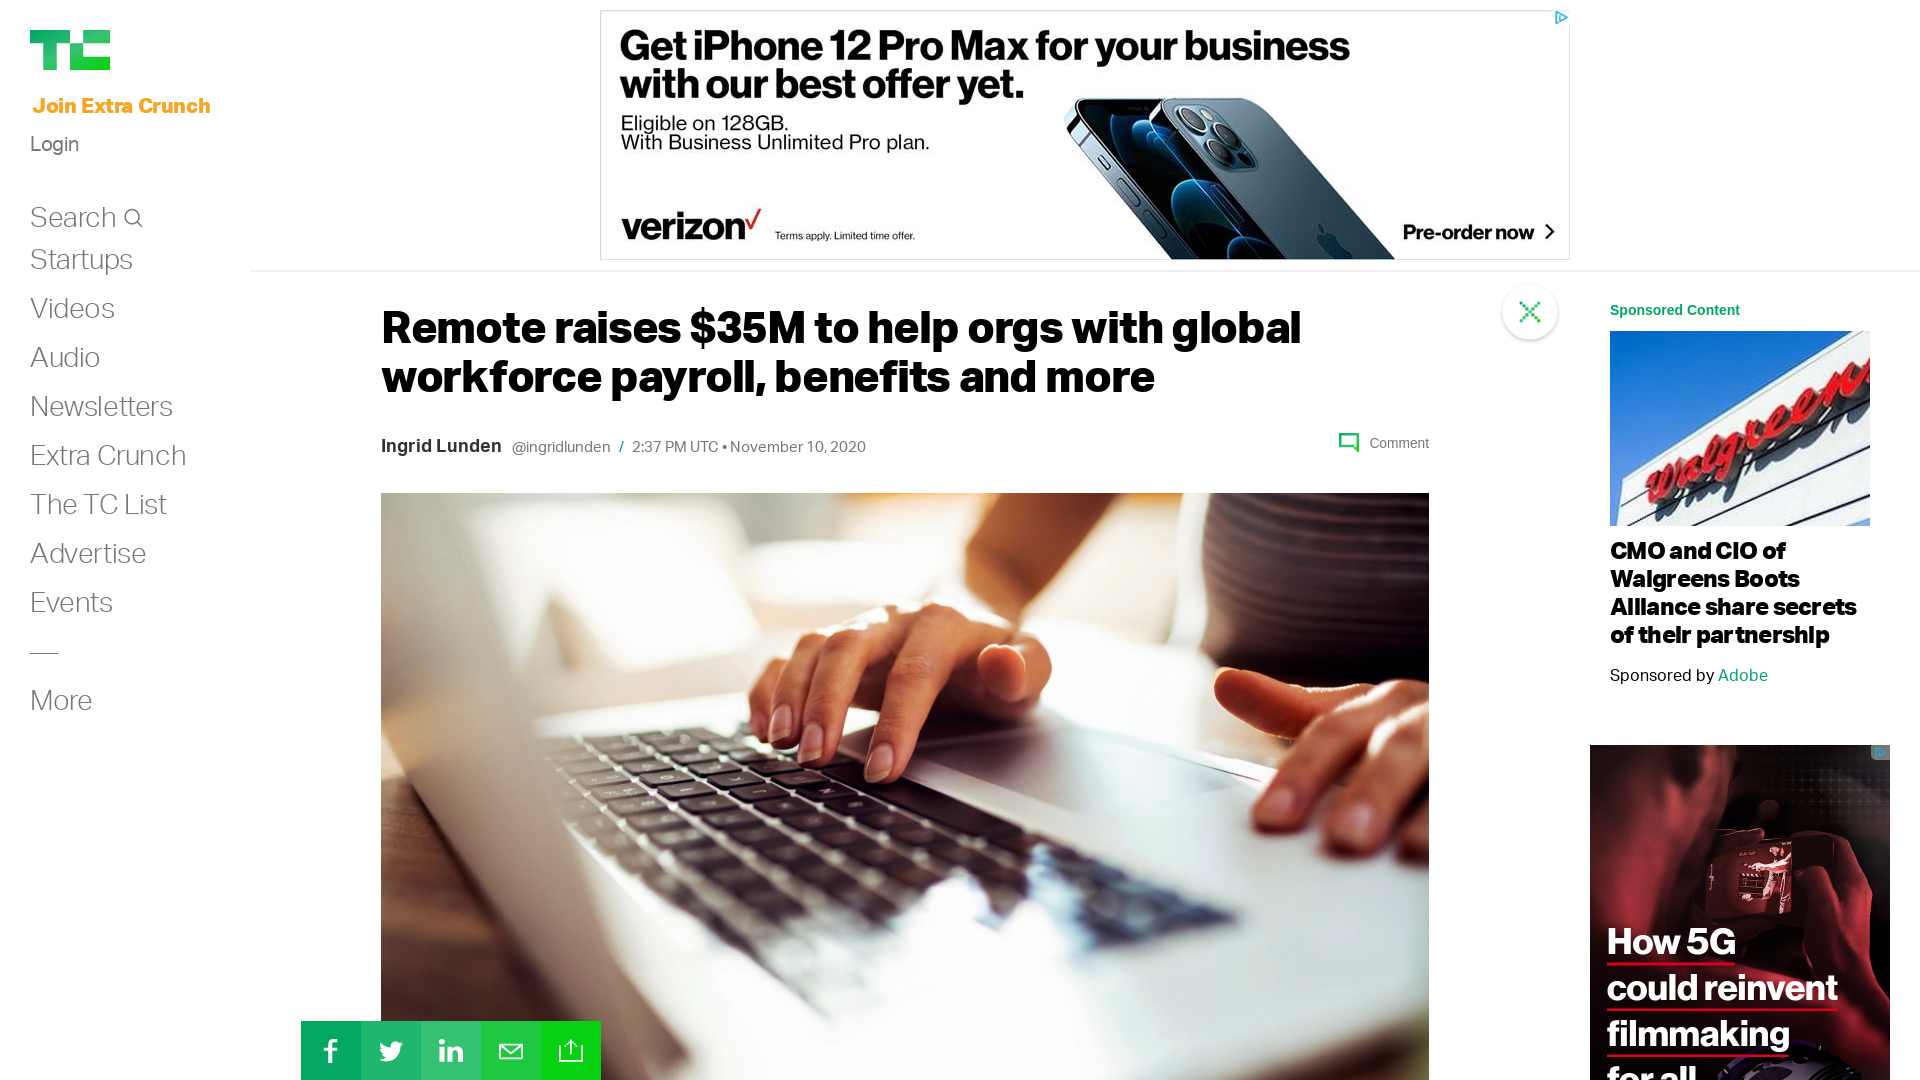 TC
Join Extra Crunch
Login
Search
Startups
Videos
Audio
Newsletters
Extra Crunch
The TC List
Advertise
Events
More
Get iPhone 12 Pro Max for your business
with our best offer yet.
Eligible on 128GB.
With Business Unlimited Pro plan.
verizon
Terms apply. Limited time offer.
Pre-order now
Remote raises $35M to help orgs with global
workforce payroll, benefits and more
Ingrid Lunden @ingridlunden / 2:37 PM UTC • November 10, 2020
Comment
Sponsored Content
Walgreens
CMO and CIO of
Walgreens Boots
Alliance share secrets
of their partnership
Sponsored by Adobe
How 5G
could reinvent
filmmaking
for all